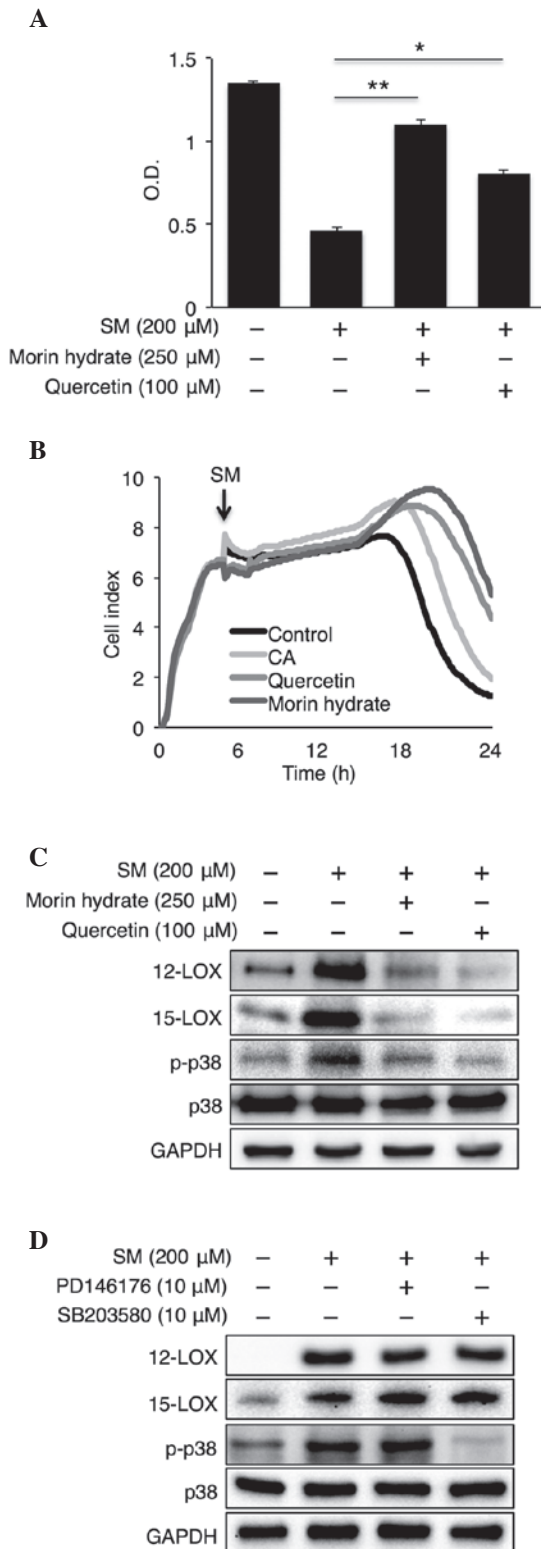 A
*
**
1.5
1
0.5
0
O.D.
SM (200 μM) – + + +
Morin hydrate (250 μM) – – + –
Quercetin (100 μM) – – – +
B
SM
10
8
6
4
2
0
Cell index
Control
CA
Quercetin
Morin hydrate
0 6 12 18 24
Time (h)
C
SM (200 μM) – + + +
Morin hydrate (250 μM) – – + –
Quercetin (100 μM) – – – +
12-LOX
15-LOX
p-p38
p38
GAPDH
D
SM (200 μM) – + + +
PD146176 (10 μM) – – + –
SB203580 (10 μM) – – – +
12-LOX
15-LOX
p-p38
p38
GAPDH